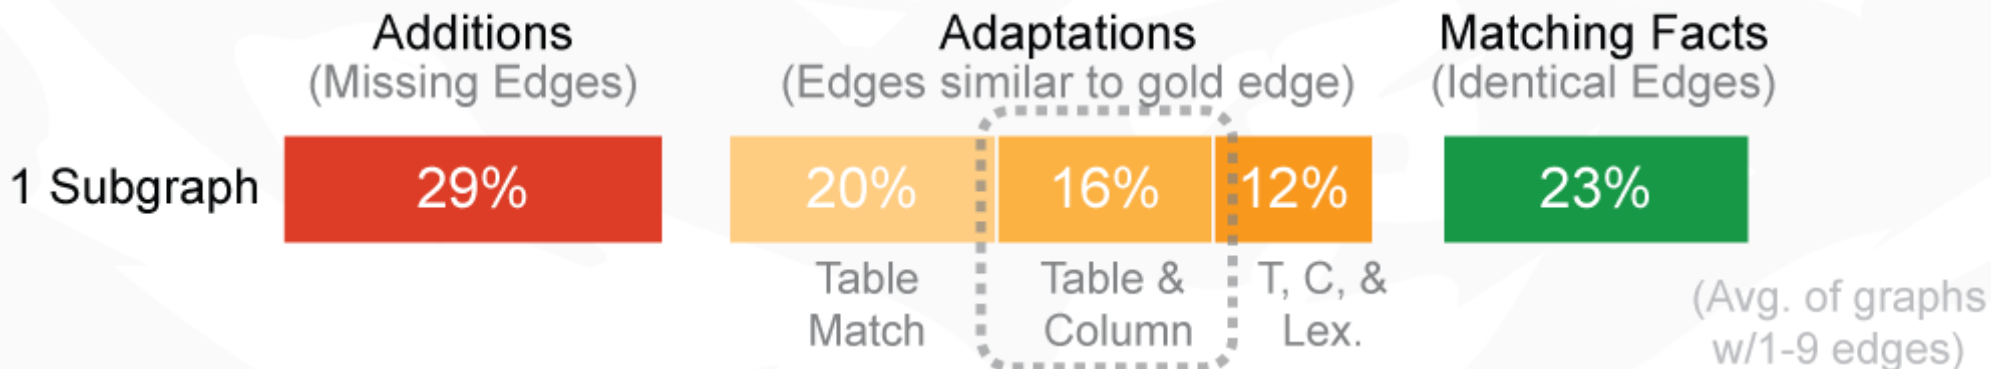 Additions
(Missing Edges)
Adaptations
(Edges similar to gold edge)
Matching Facts
(Identical Edges)
1 Subgraph
29%
20%
16%
12%
23%
Table
Match
Table &
Column
T, C, &
Lex.
(Avg. of graphs
w/1-9 edges)